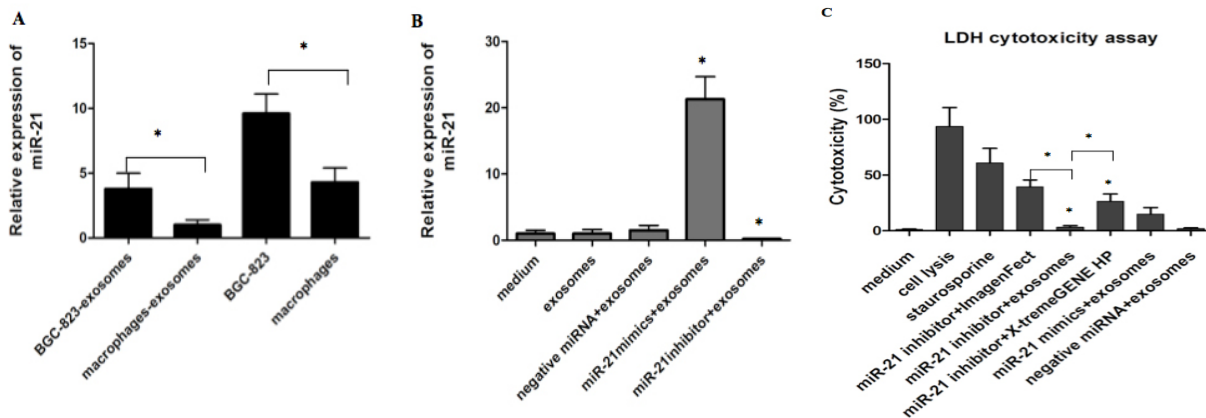 A
Relative expression of
miR-21
15
10
5
0
*
*
BGC-823-exosomes
macrophages-exosomes
BGC-823
macrophages
B
Relative expression of
miR-21
30
20
10
0
*
*
medium
exosomes
negative miRNA+exosomes
miR-21mimics+exosomes
miR-21inhibitor+exosomes
C
LDH cytotoxicity assay
Cytotoxicity (%)
150
100
50
0
*
*
*
*
medium
cell lysis
staurosporine
miR-21 inhibitor+ImagenFect
miR-21 inhibitor+exosomes
miR-21 inhibitor+X-tremeGENE HP
miR-21 mimics+exosomes
negative miRNA+exosomes